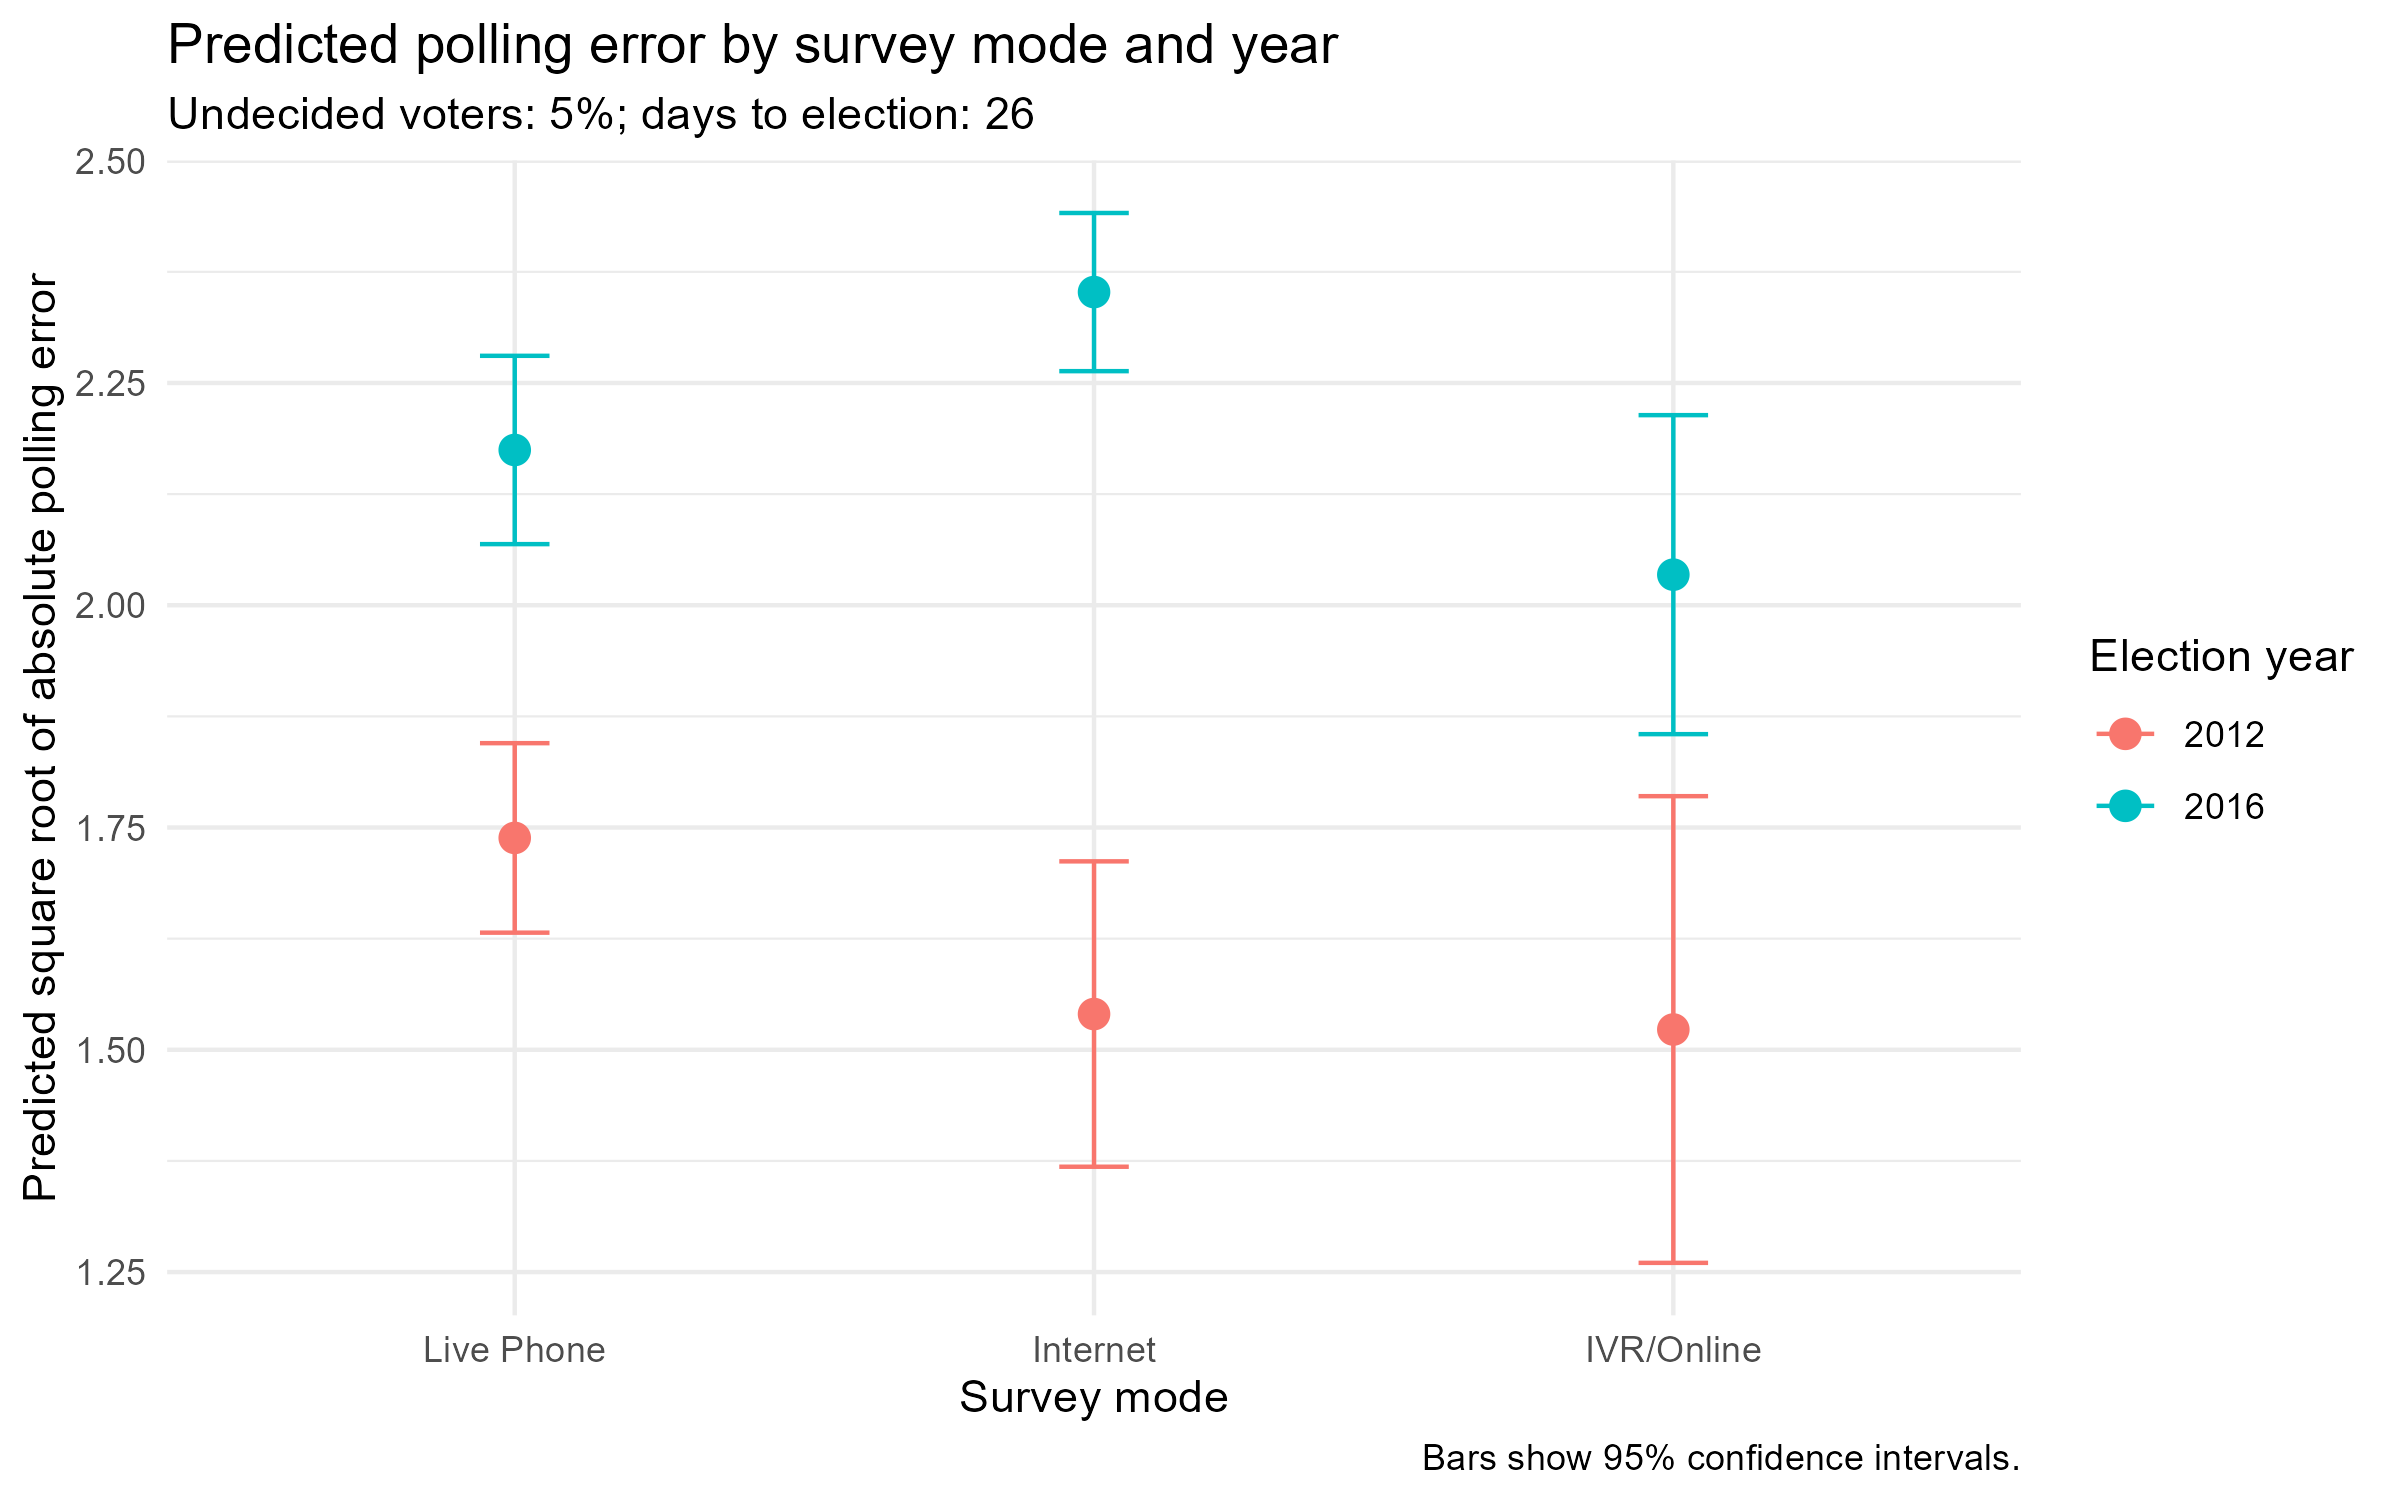 Predicted polling error by survey mode and year
Undecided voters: 5%; days to election: 26
Predicted square root of absolute polling error
2.50
2.25
2.00
1.75
1.50
1.25
Live Phone
Internet
IVR/Online
Survey mode
Election year
2012
2016
Bars show 95% confidence intervals.